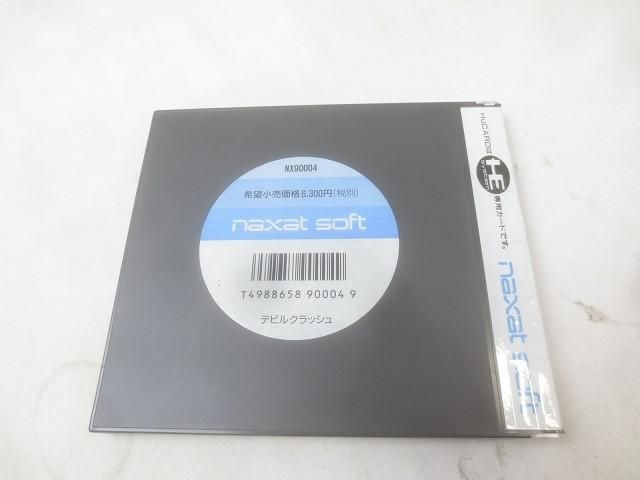 NX90004
希望小売価格6,300円(税別)
naxat soft
T4988658 90004 9
デビルクラッシュ
HuCARDは
HE
SYSTEM
専用カードです。
naxat soft